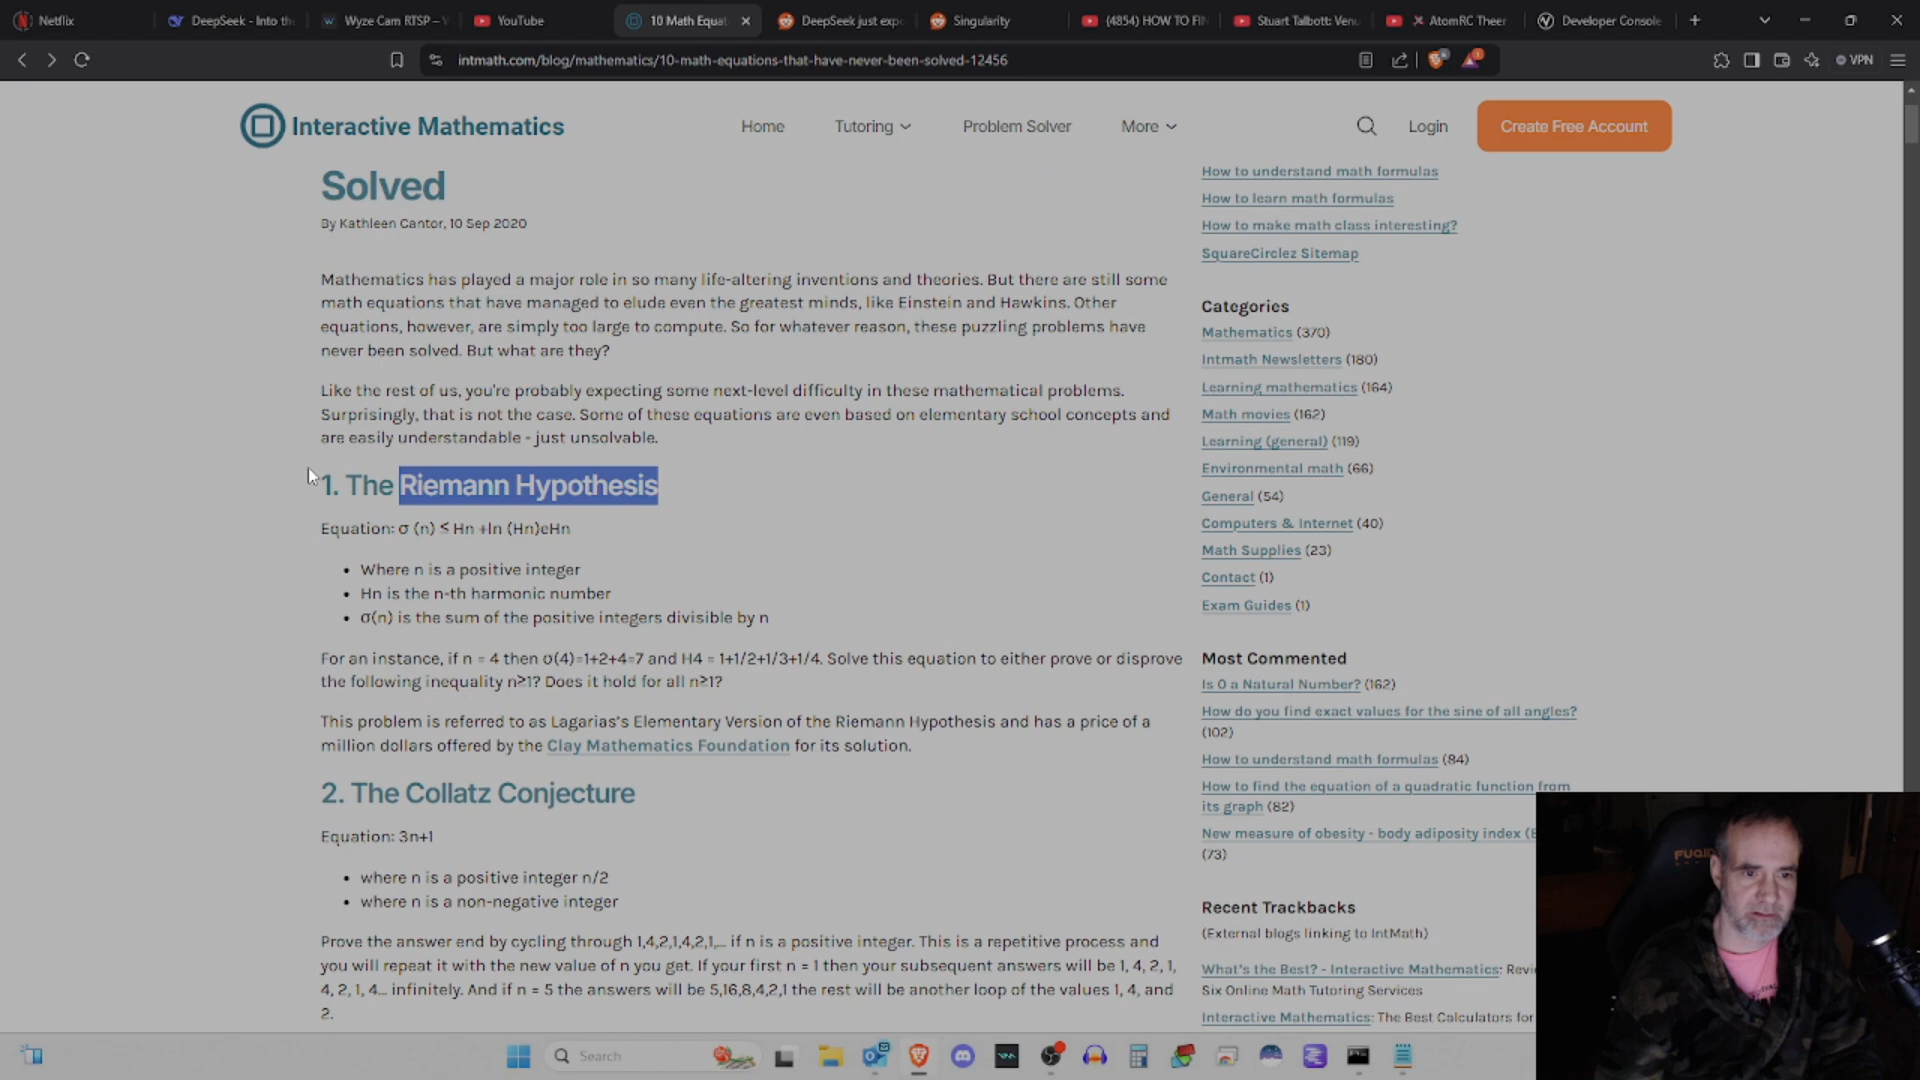 Netflix
DeepSeek - Into the
Wyze Cam RTSP –
YouTube
10 Math Equat
DeepSeek just exp
Singularity
(4854) HOW TO FI
Stuart Talbott: Ven
AtomRC Theer
Developer Console
intmath.com/blog/mathematics/10-math-equations-that-have-never-been-solved-12456
VPN
Interactive Mathematics
Home
Tutoring
Problem Solver
More
Login
Create Free Account
Solved
By Kathleen Cantor, 10 Sep 2020
Mathematics has played a major role in so many life-altering inventions and theories. But there are still some
math equations that have managed to elude even the greatest minds, like Einstein and Hawkins. Other
equations, however, are simply too large to compute. So for whatever reason, these puzzling problems have
never been solved. But what are they?
Like the rest of us, you're probably expecting some next-level difficulty in these mathematical problems.
Surprisingly, that is not the case. Some of these equations are even based on elementary school concepts and
are easily understandable - just unsolvable.
1. The Riemann Hypothesis
Equation: σ (n) ≤ Hn +ln (Hn)eHn
• Where n is a positive integer
• Hn is the n-th harmonic number
• σ(n) is the sum of the positive integers divisible by n
For an instance, if n = 4 then σ(4)=1+2+4=7 and H4 = 1+1/2+1/3+1/4. Solve this equation to either prove or disprove
the following inequality n≥1? Does it hold for all n≥1?
This problem is referred to as Lagarias's Elementary Version of the Riemann Hypothesis and has a price of a
million dollars offered by the Clay Mathematics Foundation for its solution.
2. The Collatz Conjecture
Equation: 3n+1
• where n is a positive integer n/2
• where n is a non-negative integer
Prove the answer end by cycling through 1,4,2,1,4,2,1,... if n is a positive integer. This is a repetitive process and
you will repeat it with the new value of n you get. If your first n = 1 then your subsequent answers will be 1, 4, 2, 1,
4, 2, 1, 4... infinitely. And if n = 5 the answers will be 5,16,8,4,2,1 the rest will be another loop of the values 1, 4, and
2.
How to understand math formulas
How to learn math formulas
How to make math class interesting?
SquareCirclez Sitemap
Categories
Mathematics (370)
Intmath Newsletters (180)
Learning mathematics (164)
Math movies (162)
Learning (general) (119)
Environmental math (66)
General (54)
Computers & Internet (40)
Math Supplies (23)
Contact (1)
Exam Guides (1)
Most Commented
Is 0 a Natural Number? (162)
How do you find exact values for the sine of all angles?
(102)
How to understand math formulas (84)
How to find the equation of a quadratic function from
its graph (82)
New measure of obesity - body adiposity index (
(73)
Recent Trackbacks
(External blogs linking to IntMath)
What's the Best? - Interactive Mathematics: Revi
Six Online Math Tutoring Services
Interactive Mathematics: The Best Calculators for
Search